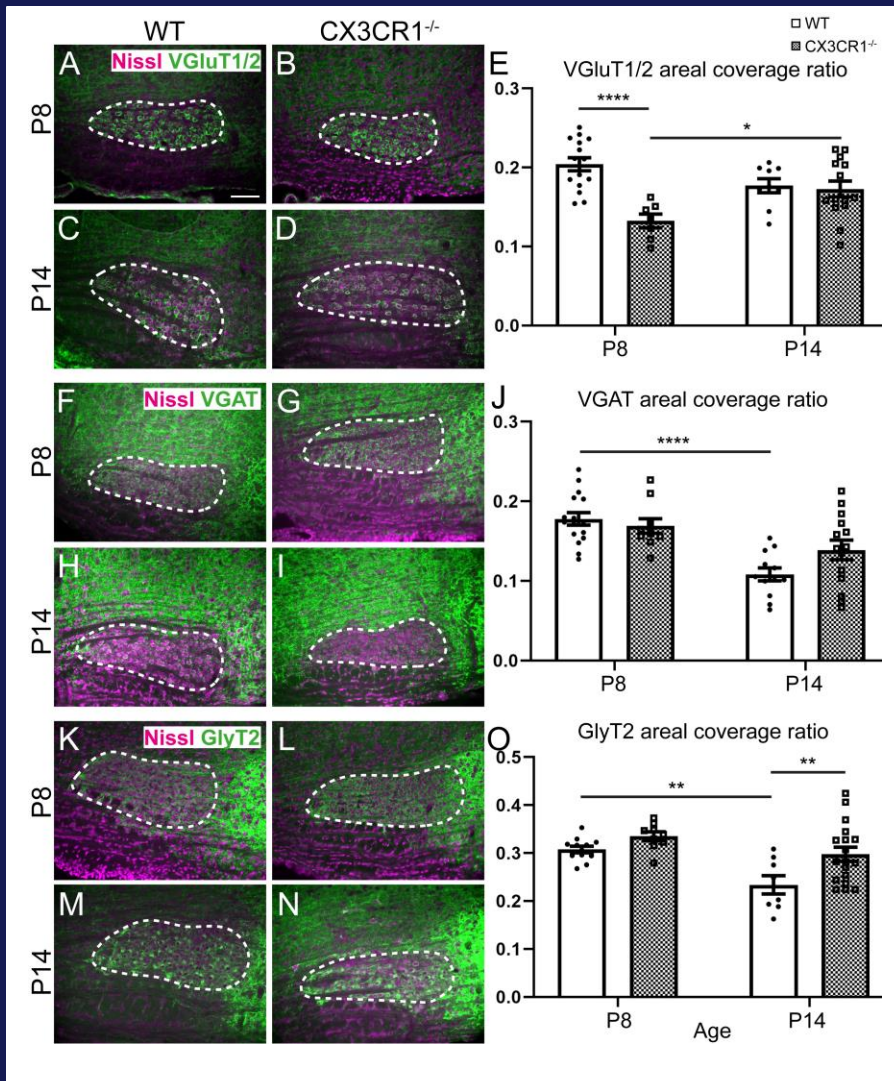 WT CX3CR1-/-
WT
CX3CR1-/-
P8
A Nissl VGluT1/2
B
E
VGluT1/2 areal coverage ratio
0.3
0.2
0.1
0.0
****
*
P8 P14
P14
C
D
P8
F Nissl VGAT
G
J
VGAT areal coverage ratio
0.3
0.2
0.1
0.0
****
P8 P14
P14
H
I
P8
K Nissl GlyT2
L
O
GlyT2 areal coverage ratio
0.5
0.4
0.3
0.2
0.1
0.0
**
**
P8 P14
Age
P14
M
N